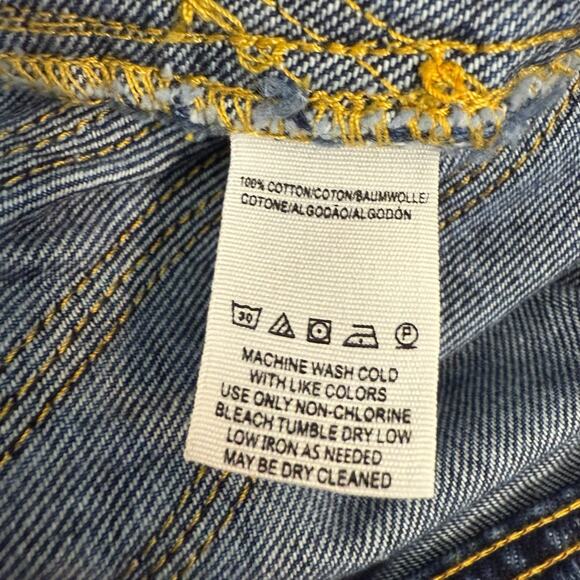 100% COTTON/COTON/BAUMWOLLE/
COTONE/ALGODÃO/ALGODÓN
30 P
MACHINE WASH COLD
WITH LIKE COLORS
USE ONLY NON-CHLORINE
BLEACH TUMBLE DRY LOW
LOW IRON AS NEEDED
MAY BE DRY CLEANED